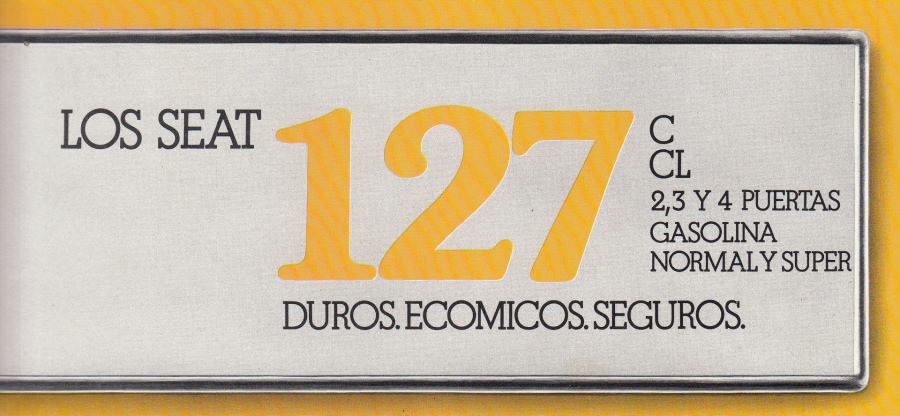 LOS SEAT 127
C
CL
2,3 Y 4 PUERTAS
GASOLINA
NORMAL Y SUPER
DUROS. ECOMICOS. SEGUROS.